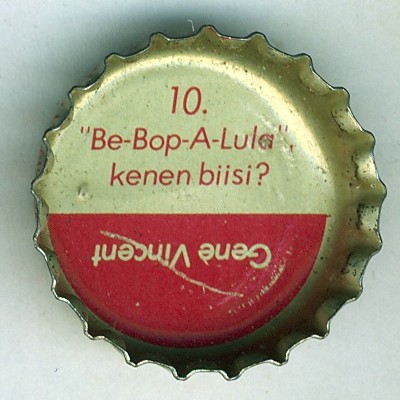 10.
"Be-Bop-A-Lula",
kenen biisi?
Gene Vincent